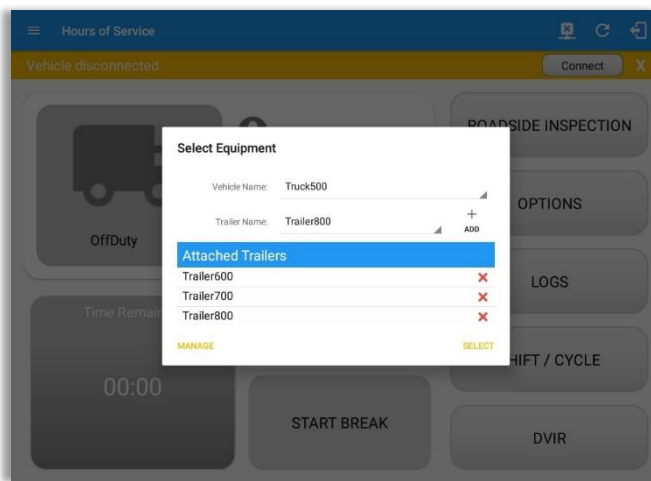 Hours of Service
Vehicle disconnected
Connect
X
ROADSIDE INSPECTION
Select Equipment
Vehicle Name: Truck500
Trailer Name: Trailer800
+
ADD
OPTIONS
OffDuty
Attached Trailers
Trailer600
Trailer700
Trailer800
LOGS
Time Remain
MANAGE
SELECT
HIFT / CYCLE
00:00
START BREAK
DVIR